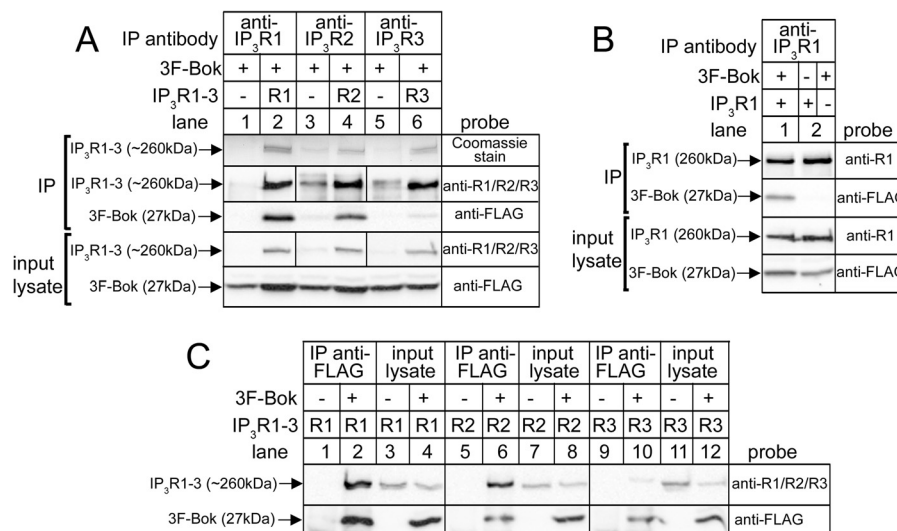 A
IP antibody
anti-IP3R1
anti-IP3R2
anti-IP3R3
3F-Bok + + + + + +
IP3R1-3 - R1 - R2 - R3
lane 1 2 3 4 5 6 probe
IP
IP3R1-3 (~260kDa) Coomassie stain
IP3R1-3 (~260kDa) anti-R1/R2/R3
3F-Bok (27kDa) anti-FLAG
input lysate
IP3R1-3 (~260kDa) anti-R1/R2/R3
3F-Bok (27kDa) anti-FLAG
B
IP antibody
anti-IP3R1
3F-Bok + - +
IP3R1 + + -
lane 1 2 probe
IP
IP3R1 (260kDa) anti-R1
3F-Bok (27kDa) anti-FLAG
input lysate
IP3R1 (260kDa) anti-R1
3F-Bok (27kDa) anti-FLAG
C
IP anti-FLAG
input lysate
IP anti-FLAG
input lysate
IP anti-FLAG
input lysate
3F-Bok - + - + - + - + - + - +
IP3R1-3 R1 R1 R1 R1 R2 R2 R2 R2 R3 R3 R3 R3
lane 1 2 3 4 5 6 7 8 9 10 11 12 probe
IP3R1-3 (~260kDa) anti-R1/R2/R3
3F-Bok (27kDa) anti-FLAG